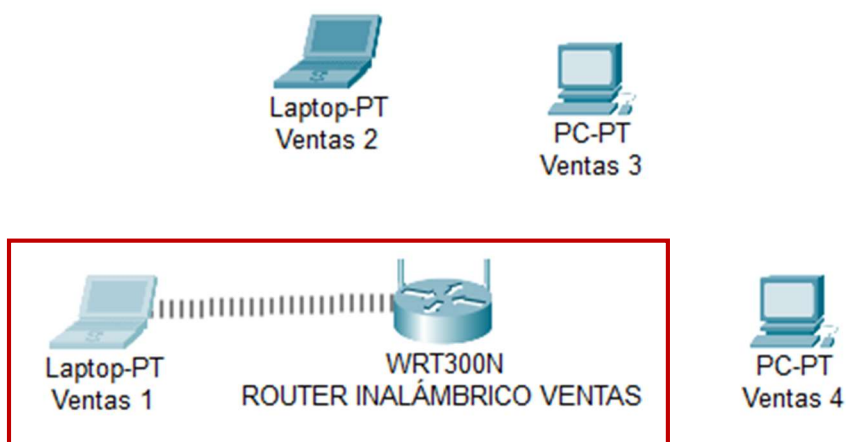 Laptop-PT
Ventas 2
PC-PT
Ventas 3
Laptop-PT
Ventas 1
WRT300N
ROUTER INALÁMBRICO VENTAS
PC-PT
Ventas 4